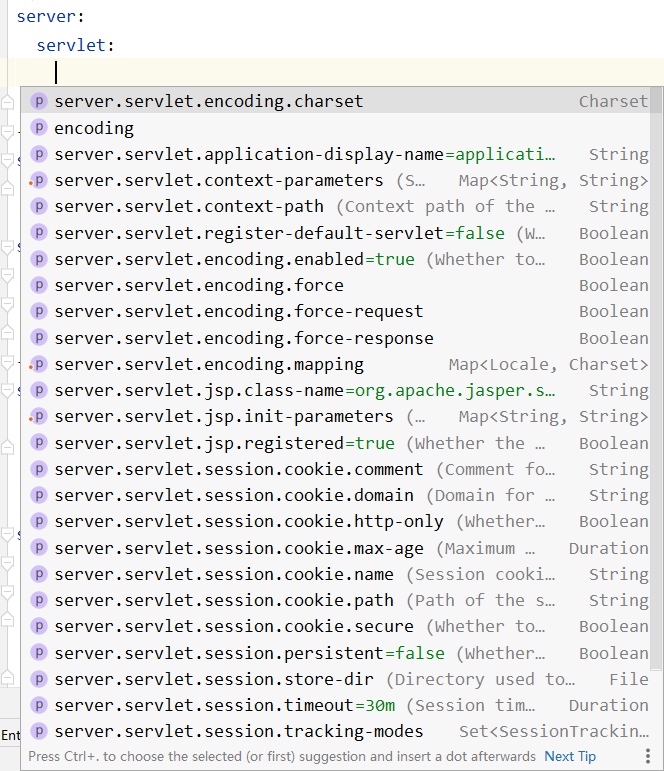 server:
servlet:
p server.servlet.encoding.charset Charset
p encoding
p server.servlet.application-display-name=applicati… String
p server.servlet.context-parameters (S… Map<String, String>
p server.servlet.context-path (Context path of the … String
p server.servlet.register-default-servlet=false (W… Boolean
p server.servlet.encoding.enabled=true (Whether to… Boolean
p server.servlet.encoding.force Boolean
p server.servlet.encoding.force-request Boolean
p server.servlet.encoding.force-response Boolean
p server.servlet.encoding.mapping Map<Locale, Charset>
p server.servlet.jsp.class-name=org.apache.jasper.s… String
p server.servlet.jsp.init-parameters (… Map<String, String>
p server.servlet.jsp.registered=true (Whether the … Boolean
p server.servlet.session.cookie.comment (Comment fo… String
p server.servlet.session.cookie.domain (Domain for … String
p server.servlet.session.cookie.http-only (Whether… Boolean
p server.servlet.session.cookie.max-age (Maximum … Duration
p server.servlet.session.cookie.name (Session cooki… String
p server.servlet.session.cookie.path (Path of the s… String
p server.servlet.session.cookie.secure (Whether to… Boolean
p server.servlet.session.persistent=false (Whether… Boolean
p server.servlet.session.store-dir (Directory used to… File
p server.servlet.session.timeout=30m (Session tim… Duration
p server.servlet.session.tracking-modes Set<SessionTrackin…
Ent
Press Ctrl+. to choose the selected (or first) suggestion and insert a dot afterwards Next Tip